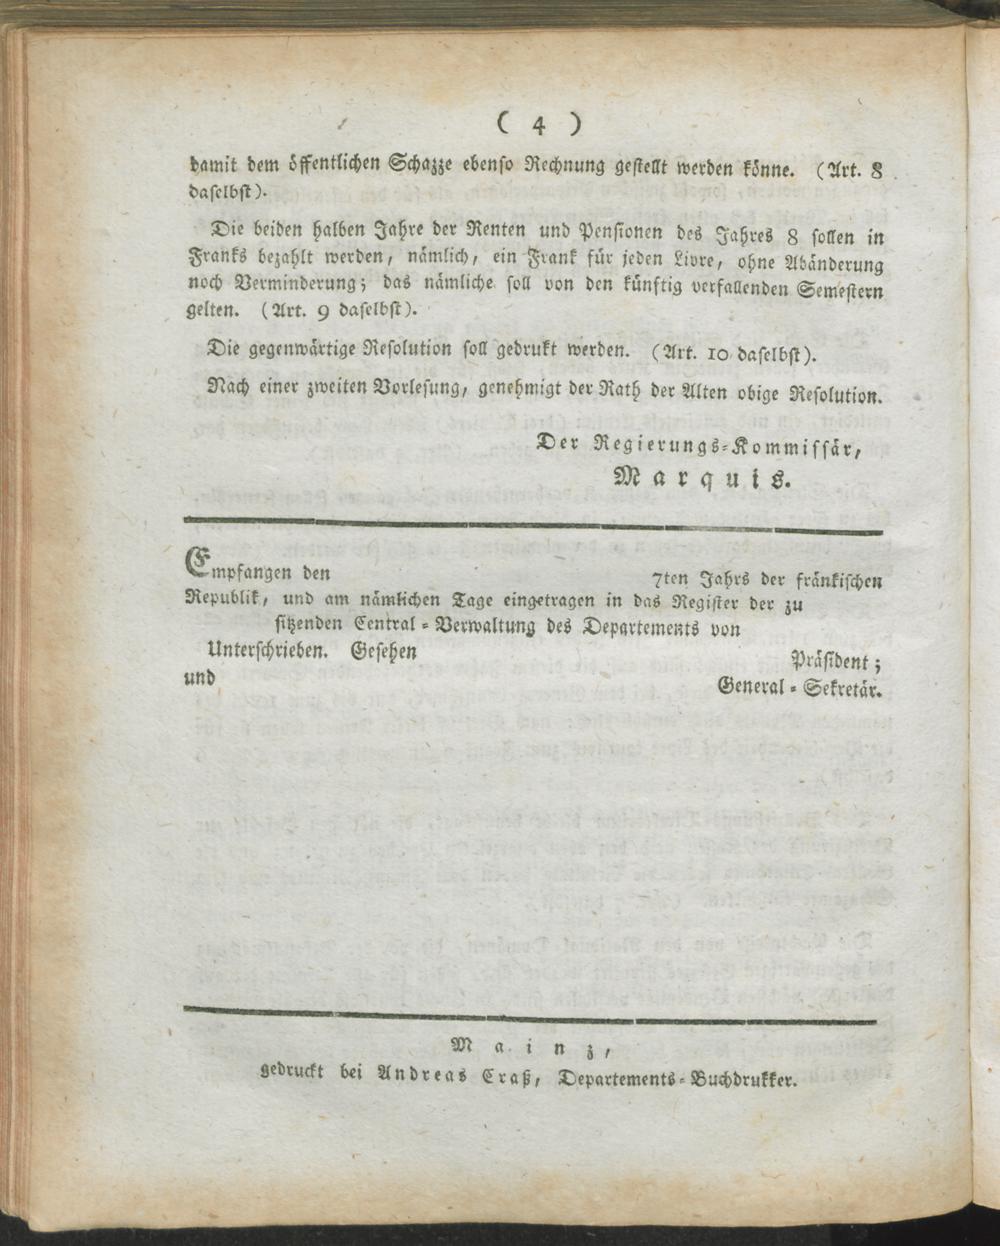 ( 4 )
damit dem öffentlichen Schazze ebenso Rechnung gestellt werden könne. (Art. 8
daselbst).
Die beiden halben Jahre der Renten und Pensionen des Jahres 8 sollen in
Franks bezahlt werden, nämlich, ein Frank für jeden Livre, ohne Abänderung
noch Verminderung; das nämliche soll von den künftig verfallenden Semestern
gelten. (Art. 9 daselbst).
Die gegenwärtige Resolution soll gedrukt werden. (Art. 10 daselbst).
Nach einer zweiten Vorlesung, genehmigt der Rath der Alten obige Resolution.
Der Regierungs-Kommissär,
Marquis.
Empfangen den 7ten Jahrs der fränkischen
Republik, und am nämlichen Tage eingetragen in das Register der zu
sitzenden Central-Verwaltung des Departements von
Unterschrieben. Gesehen Präsident;
und General-Sekretär.
Mainz,
gedruckt bei Andreas Craß, Departements-Buchdrukker.